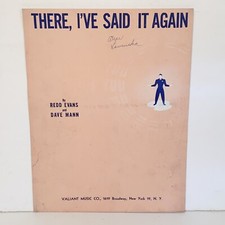 THERE, I'VE SAID IT AGAIN
by
REDD EVANS
and
DAVE MANN
VALIANT MUSIC CO., 1619 Broadway, New York 19, N. Y.